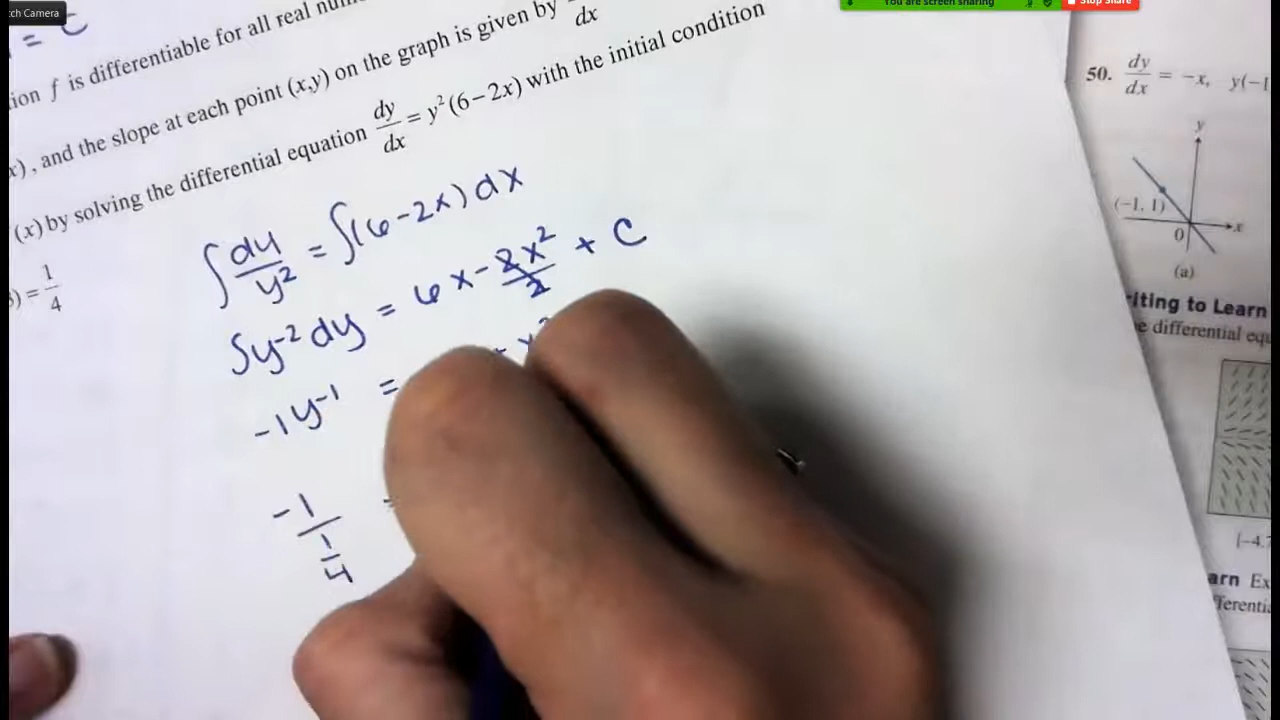 tch Camera
You are screen sharing
Stop Share
= C
ion f is differentiable for all real
x), and the slope at each point (x,y) on the graph is given by
dx
(x) by solving the differential equation dy/dx = y²(6−2x) with the initial condition
) = 1/4
∫ dy/y² = ∫(6−2x) dx
∫y⁻² dy = 6x − 2x²/2 + C
−1y⁻¹ =
−1/(1/4)
50. dy/dx = −x, y(−1
y
(−1, 1)
0
x
(a)
riting to Learn
e differential equ
[−4.7
arn Ex
ferentia